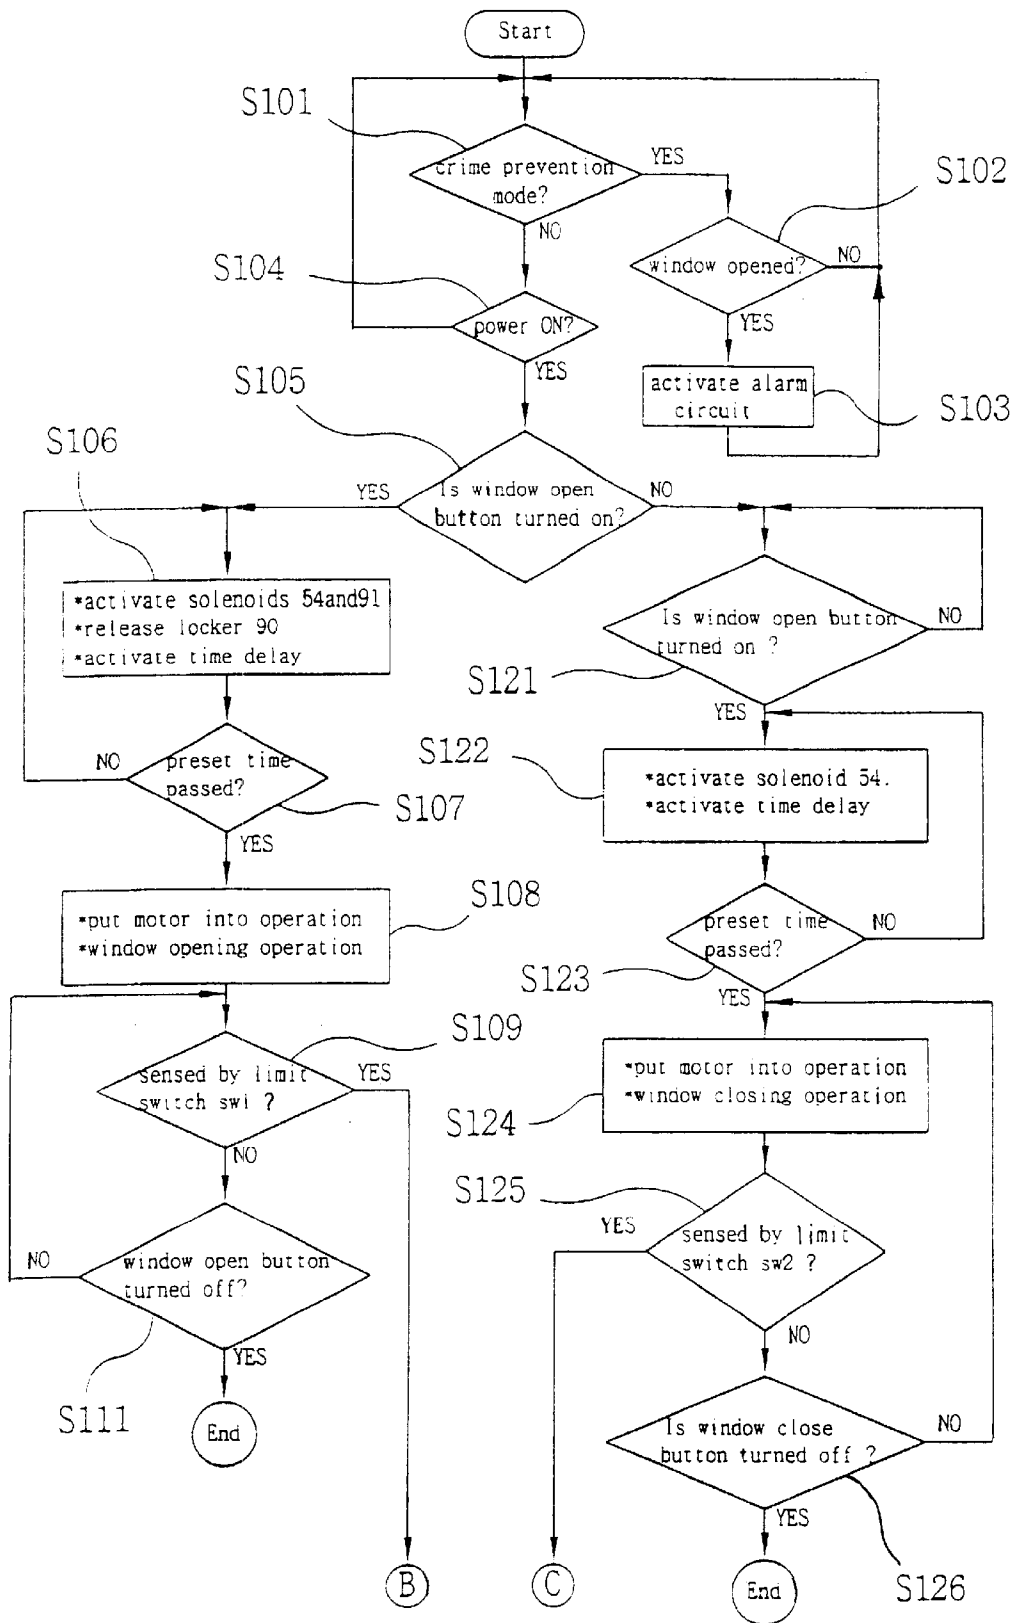 Start
S101
crime prevention
mode?
YES
NO
S102
window opened?
NO
YES
S104
power ON?
YES
activate alarm
circuit
S103
S105
Is window open
button turned on?
YES
NO
S106
*activate solenoids 54and91
*release locker 90
*activate time delay
Is window open button
turned on ?
NO
S121
YES
preset time
passed?
NO
S107
YES
S122
*activate solenoid 54.
*activate time delay
*put motor into operation
*window opening operation
S108
preset time
passed?
NO
S123
YES
S109
sensed by limit
switch sw1 ?
YES
NO
*put motor into operation
*window closing operation
S124
S125
YES
sensed by limit
switch sw2 ?
NO
NO
window open button
turned off?
YES
S111
End
Is window close
button turned off ?
NO
YES
S126
B
C
End